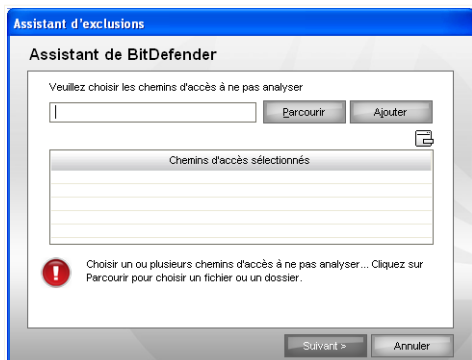 Assistant d'exclusions
Assistant de BitDefender
Veuillez choisir les chemins d'accès à ne pas analyser
Parcourir
Ajouter
Chemins d'accès sélectionnés
Choisir un ou plusieurs chemins d'accès à ne pas analyser... Cliquez sur
Parcourir pour choisir un fichier ou un dossier.
Suivant >
Annuler